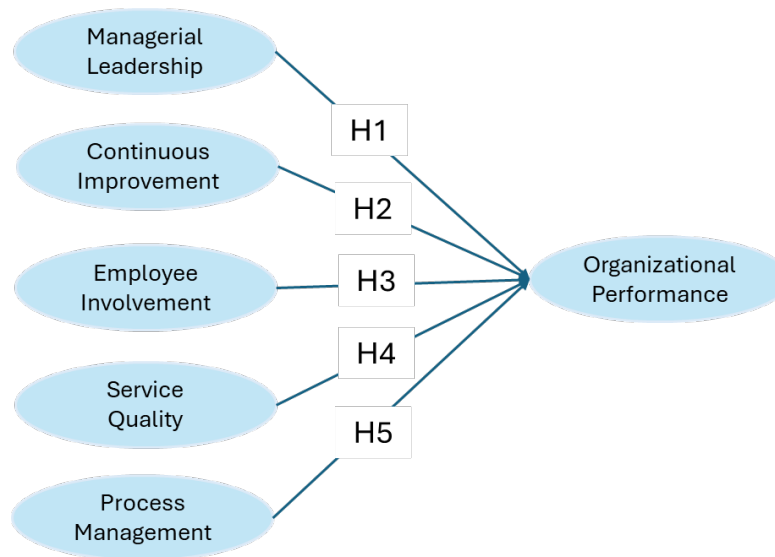 Managerial
Leadership
H1
Continuous
Improvement
H2
Employee
Involvement
H3
Organizational
Performance
Service
Quality
H4
Process
Management
H5